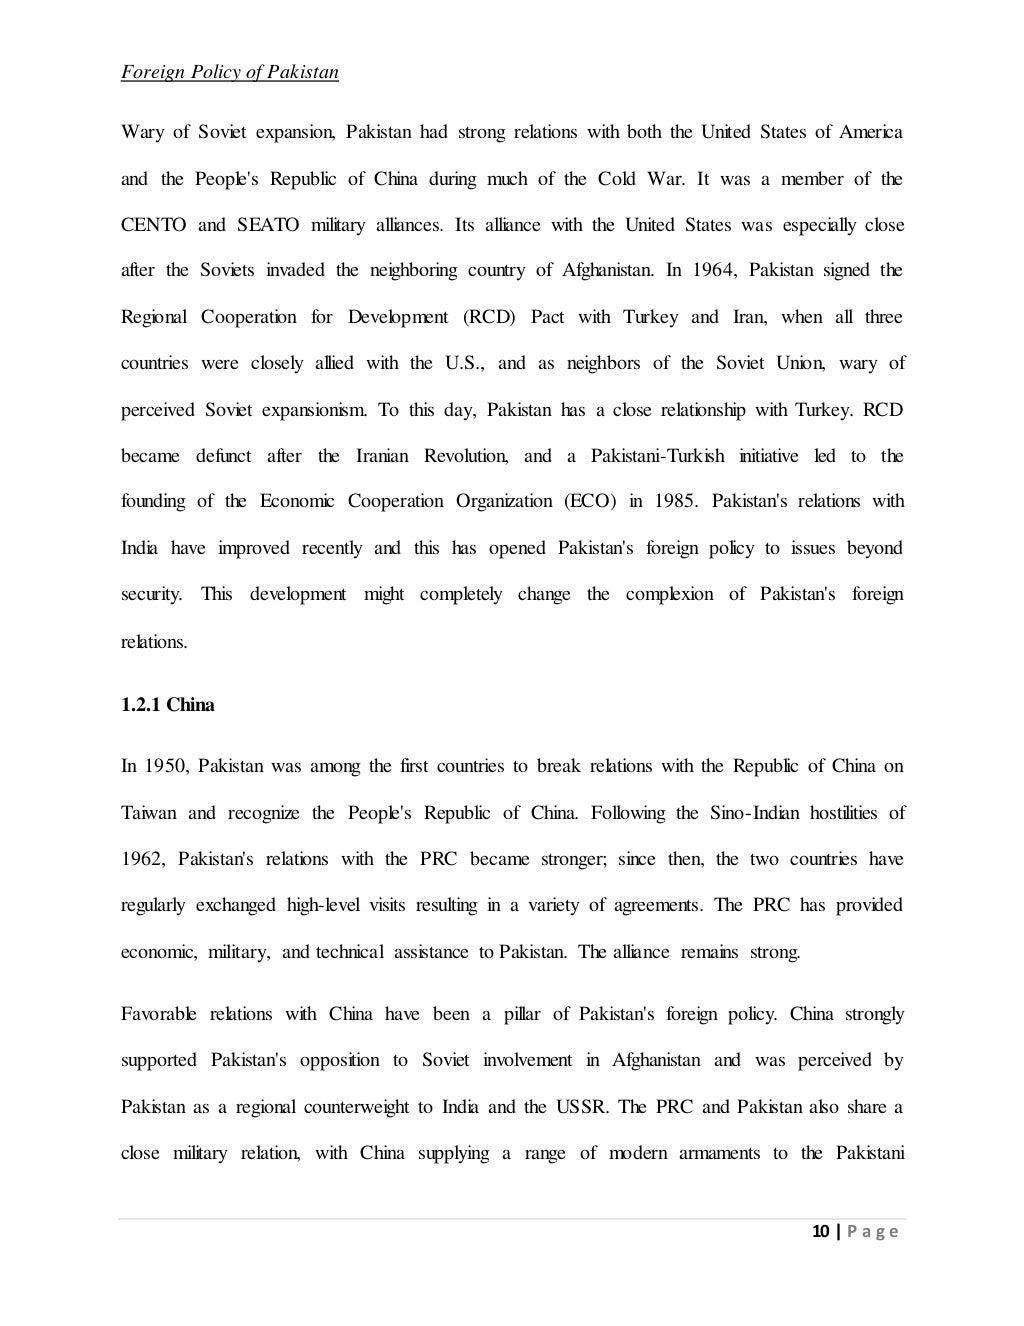 Foreign Policy of Pakistan
Wary of Soviet expansion, Pakistan had strong relations with both the United States of America
and the People's Republic of China during much of the Cold War. It was a member of the
CENTO and SEATO military alliances. Its alliance with the United States was especially close
after the Soviets invaded the neighboring country of Afghanistan. In 1964, Pakistan signed the
Regional Cooperation for Development (RCD) Pact with Turkey and Iran, when all three
countries were closely allied with the U.S., and as neighbors of the Soviet Union, wary of
perceived Soviet expansionism. To this day, Pakistan has a close relationship with Turkey. RCD
became defunct after the Iranian Revolution, and a Pakistani-Turkish initiative led to the
founding of the Economic Cooperation Organization (ECO) in 1985. Pakistan's relations with
India have improved recently and this has opened Pakistan's foreign policy to issues beyond
security. This development might completely change the complexion of Pakistan's foreign
relations.
1.2.1 China
In 1950, Pakistan was among the first countries to break relations with the Republic of China on
Taiwan and recognize the People's Republic of China. Following the Sino-Indian hostilities of
1962, Pakistan's relations with the PRC became stronger; since then, the two countries have
regularly exchanged high-level visits resulting in a variety of agreements. The PRC has provided
economic, military, and technical assistance to Pakistan. The alliance remains strong.
Favorable relations with China have been a pillar of Pakistan's foreign policy. China strongly
supported Pakistan's opposition to Soviet involvement in Afghanistan and was perceived by
Pakistan as a regional counterweight to India and the USSR. The PRC and Pakistan also share a
close military relation, with China supplying a range of modern armaments to the Pakistani
10 | P a g e